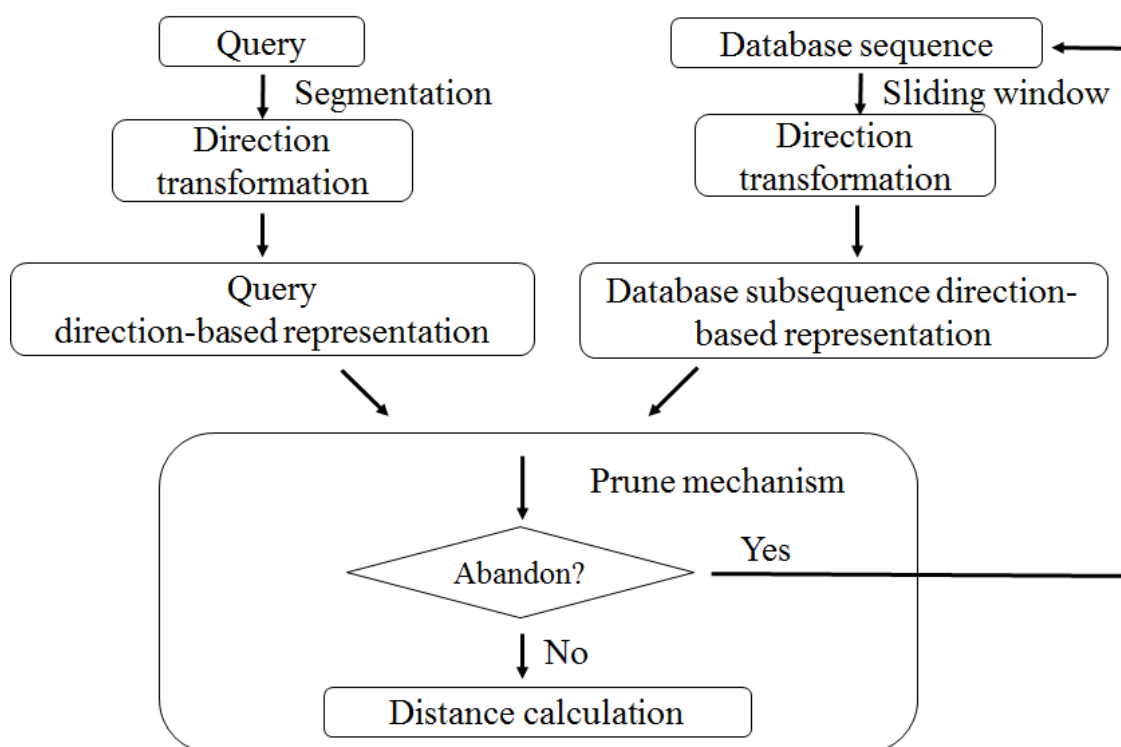 Query
Segmentation
Direction
transformation
Query
direction-based representation
Database sequence
Sliding window
Direction
transformation
Database subsequence direction-
based representation
Prune mechanism
Abandon?
Yes
No
Distance calculation